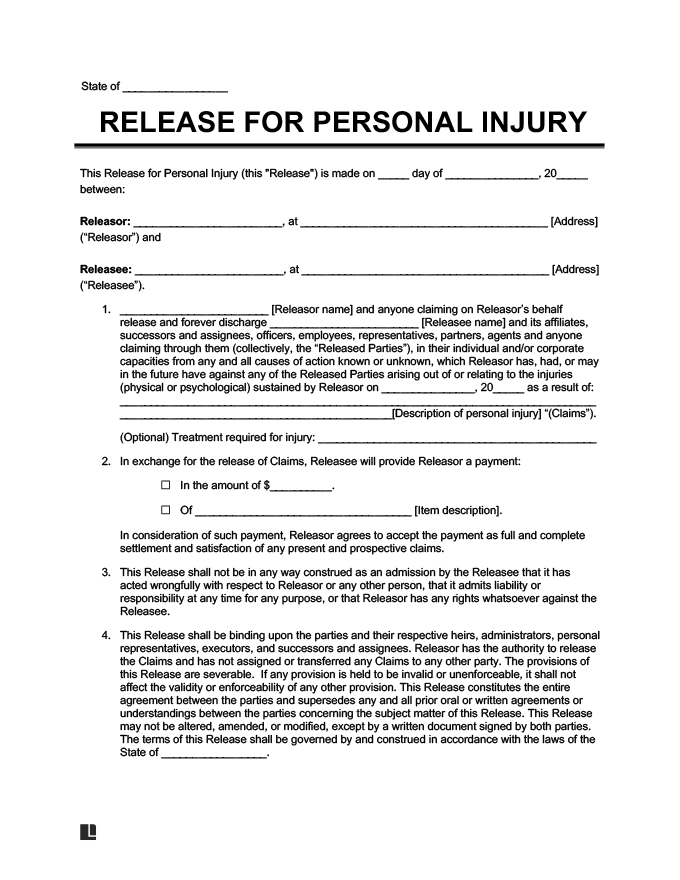 State of _________________
RELEASE FOR PERSONAL INJURY
This Release for Personal Injury (this "Release") is made on _____ day of _______________, 20_____
between:
Releasor: ________________________, at ________________________________________ [Address]
(“Releasor”) and
Releasee: ________________________, at ________________________________________ [Address]
(“Releasee”).
1. ________________________ [Releasor name] and anyone claiming on Releasor’s behalf
release and forever discharge ________________________ [Releasee name] and its affiliates,
successors and assignees, officers, employees, representatives, partners, agents and anyone
claiming through them (collectively, the “Released Parties”), in their individual and/or corporate
capacities from any and all causes of action known or unknown, which Releasor has, had, or may
in the future have against any of the Released Parties arising out of or relating to the injuries
(physical or psychological) sustained by Releasor on _______________, 20_____ as a result of:
_________________________________________________________________________________
____________________________________________[Description of personal injury] “(Claims”).
(Optional) Treatment required for injury: _____________________________________________
2. In exchange for the release of Claims, Releasee will provide Releasor a payment:
☐ In the amount of $__________.
☐ Of ___________________________________ [Item description].
In consideration of such payment, Releasor agrees to accept the payment as full and complete
settlement and satisfaction of any present and prospective claims.
3. This Release shall not be in any way construed as an admission by the Releasee that it has
acted wrongfully with respect to Releasor or any other person, that it admits liability or
responsibility at any time for any purpose, or that Releasor has any rights whatsoever against the
Releasee.
4. This Release shall be binding upon the parties and their respective heirs, administrators, personal
representatives, executors, and successors and assignees. Releasor has the authority to release
the Claims and has not assigned or transferred any Claims to any other party. The provisions of
this Release are severable. If any provision is held to be invalid or unenforceable, it shall not
affect the validity or enforceability of any other provision. This Release constitutes the entire
agreement between the parties and supersedes any and all prior oral or written agreements or
understandings between the parties concerning the subject matter of this Release. This Release
may not be altered, amended, or modified, except by a written document signed by both parties.
The terms of this Release shall be governed by and construed in accordance with the laws of the
State of _________________.